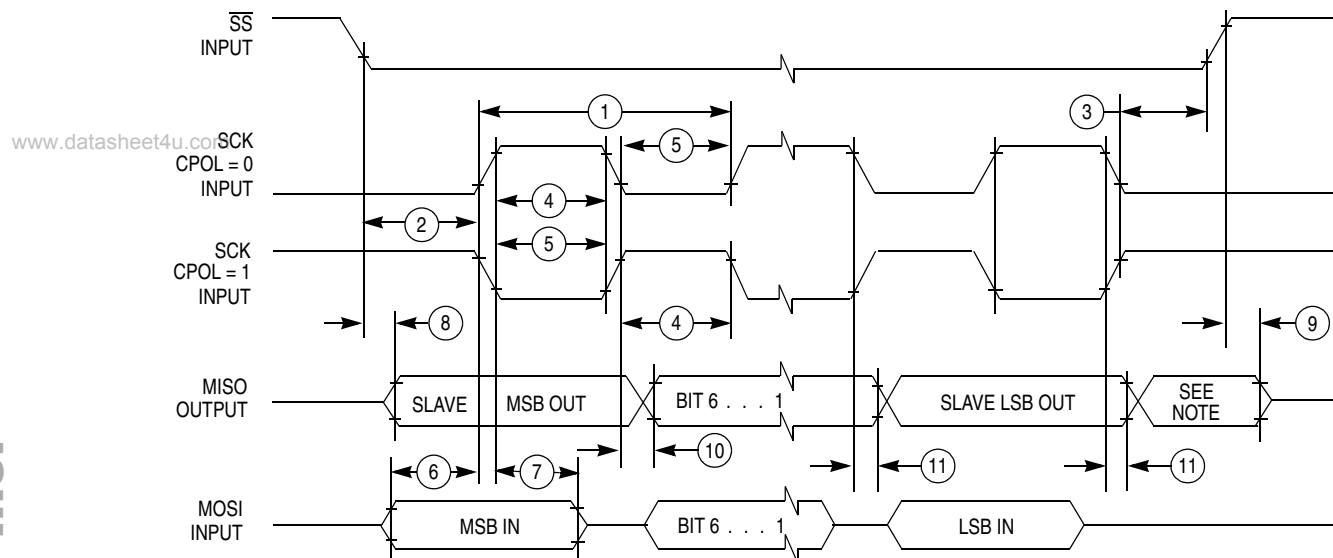 SS
INPUT
1
3
www.datasheet4u.com
SCK
CPOL = 0
INPUT
5
4
2
5
SCK
CPOL = 1
INPUT
4
8
9
MISO
OUTPUT
SLAVE MSB OUT
BIT 6 . . . 1
SLAVE LSB OUT
SEE
NOTE
10
11
11
6
7
MOSI
INPUT
MSB IN
BIT 6 . . . 1
LSB IN